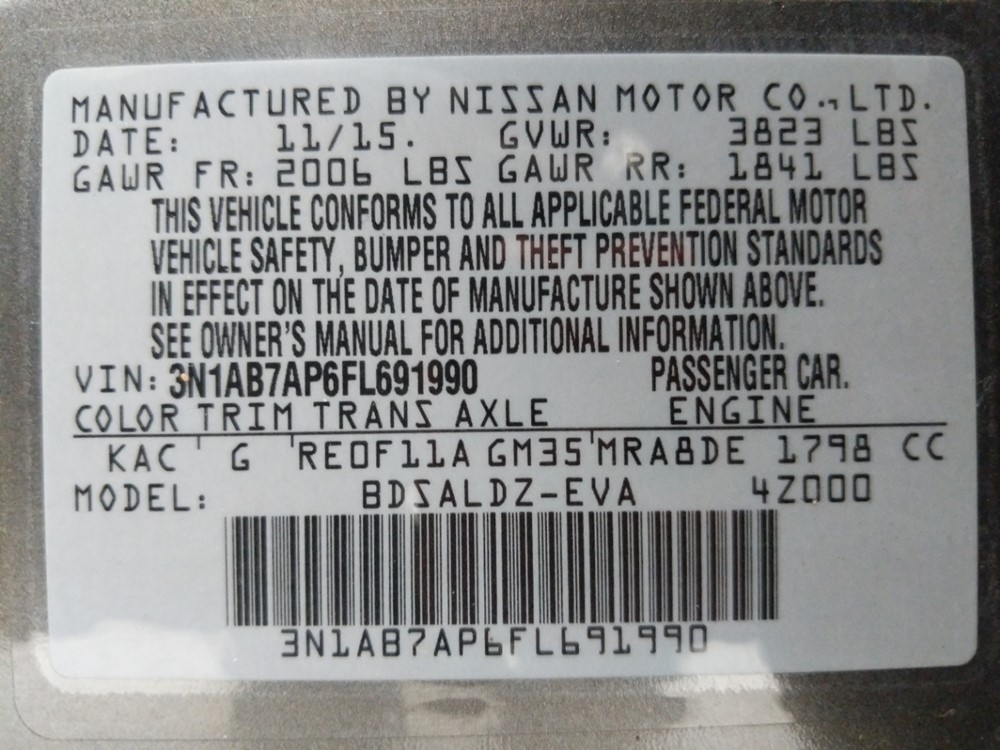 MANUFACTURED BY NISSAN MOTOR CO.,LTD.
DATE: 11/15. GVWR: 3823 LBS
GAWR FR: 2006 LBS GAWR RR: 1841 LBS
THIS VEHICLE CONFORMS TO ALL APPLICABLE FEDERAL MOTOR
VEHICLE SAFETY, BUMPER AND THEFT PREVENTION STANDARDS
IN EFFECT ON THE DATE OF MANUFACTURE SHOWN ABOVE.
SEE OWNER'S MANUAL FOR ADDITIONAL INFORMATION.
VIN: 3N1AB7AP6FL691990 PASSENGER CAR.
COLOR TRIM TRANS AXLE ENGINE
KAC G RE0F11A GM35 MRA8DE 1798 CC
MODEL: BDSALDZ-EVA 4Z000
3N1AB7AP6FL691990